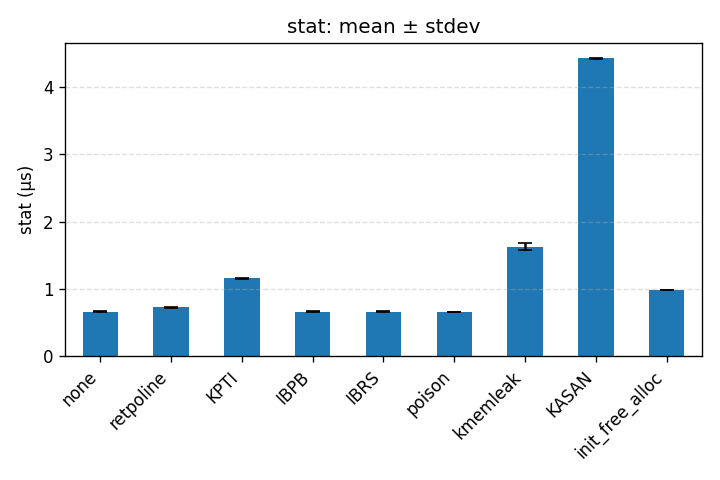 stat: mean ± stdev
stat (µs)
4
3
2
1
0
none
retpoline
KPTI
IBPB
IBRS
poison
kmemleak
KASAN
init_free_alloc